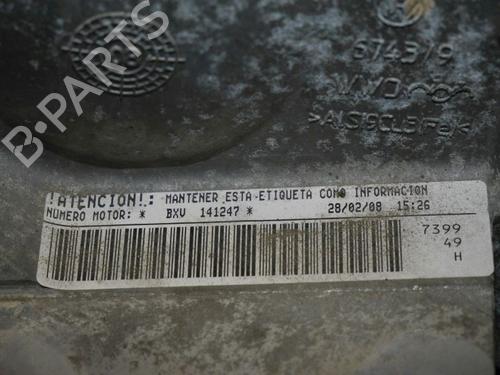 B-PARTS
6743/9
!ATENCION!.: MANTENER ESTA ETIQUETA COMO INFORMACION
NUMERO MOTOR: * BXV 141247 * 28/02/08 15:26
7399
49
H